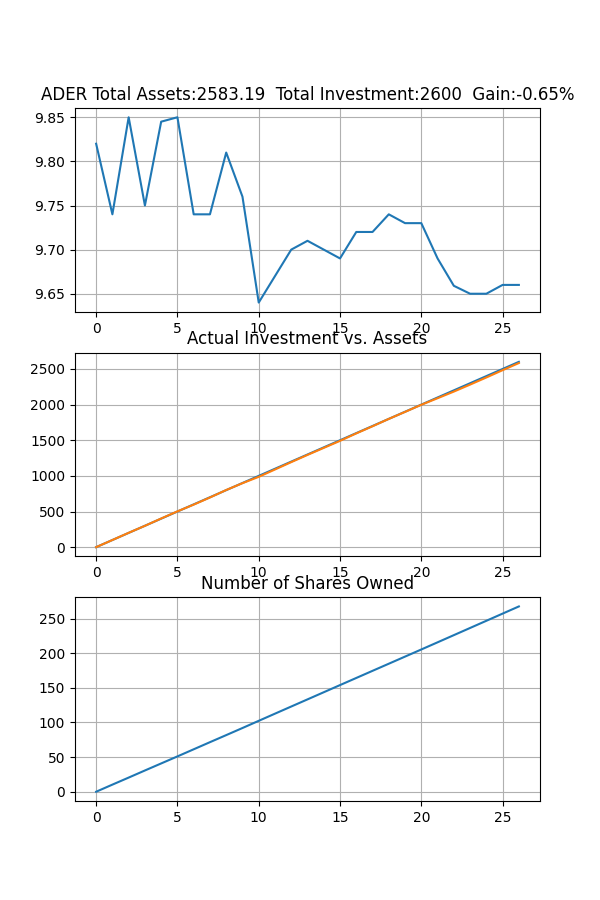 ADER Total Assets:2583.19  Total Investment:2600  Gain:-0.65%
9.85
9.80
9.75
9.70
9.65
0 5 10 15 20 25
Actual Investment vs. Assets
2500
2000
1500
1000
500
0
0 5 10 15 20 25
Number of Shares Owned
250
200
150
100
50
0
0 5 10 15 20 25